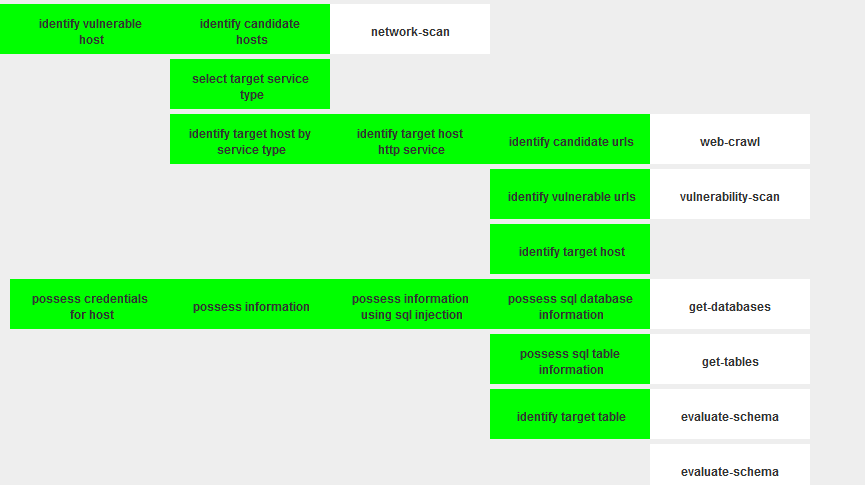 identify vulnerable
host
identify candidate
hosts
network-scan
select target service
type
identify target host by
service type
identify target host
http service
identify candidate urls
web-crawl
identify vulnerable urls
vulnerability-scan
identify target host
possess credentials
for host
possess information
possess information
using sql injection
possess sql database
information
get-databases
possess sql table
information
get-tables
identify target table
evaluate-schema
evaluate-schema